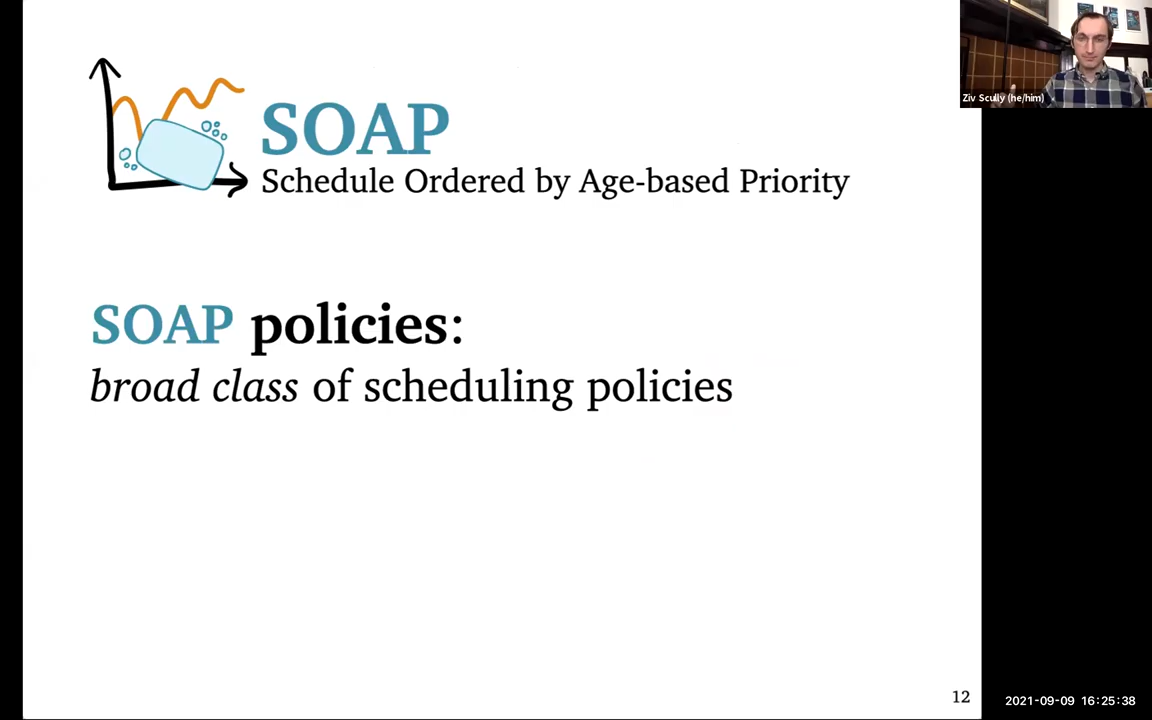 Ziv Scully (he/him)
SOAP
Schedule Ordered by Age-based Priority
SOAP policies:
broad class of scheduling policies
12
2021-09-09 16:25:38